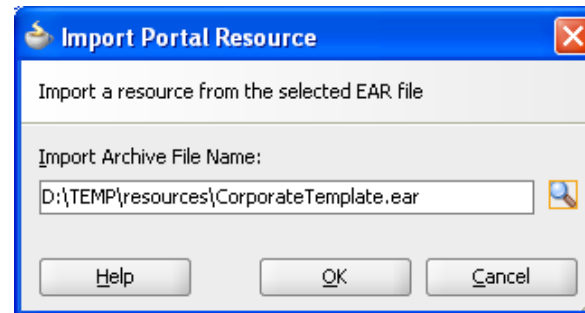 Import Portal Resource
Import a resource from the selected EAR file
Import Archive File Name:
D:\TEMP\resources\CorporateTemplate.ear
Help OK Cancel